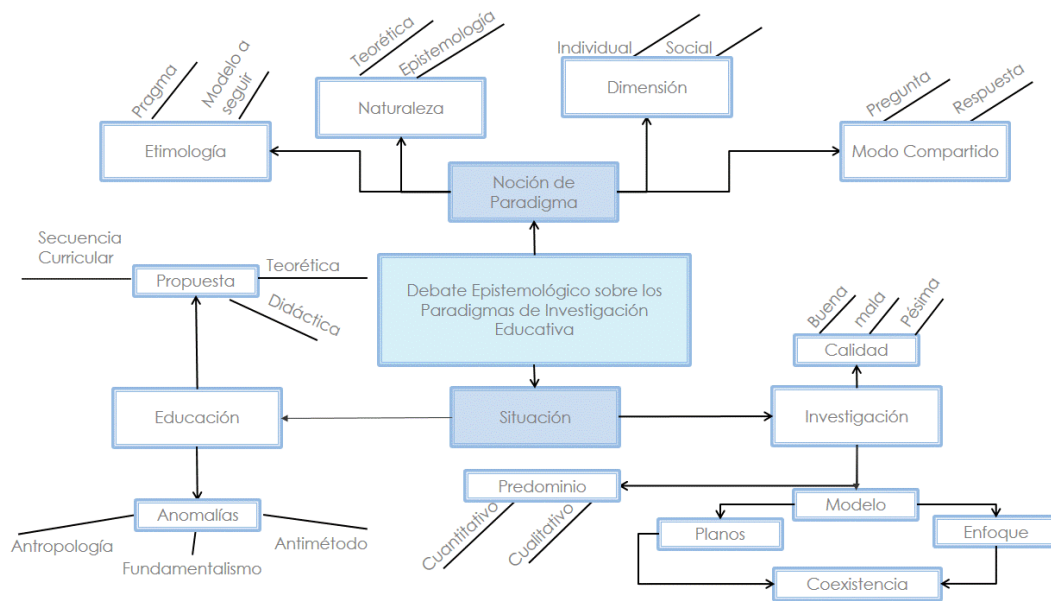 Pragma
Modelo a
seguir
Etimología
Teorética
Epistemología
Naturaleza
Individual
Social
Dimensión
Pregunta
Respuesta
Modo Compartido
Noción de
Paradigma
Secuencia
Curricular
Propuesta
Teorética
Didáctica
Debate Epistemológico sobre los
Paradigmas de Investigación
Educativa
Buena
mala
Pésima
Calidad
Educación
Situación
Investigación
Predominio
Cuantitativo
Cualitativo
Modelo
Planos
Enfoque
Coexistencia
Anomalías
Antropología
Fundamentalismo
Antimétodo